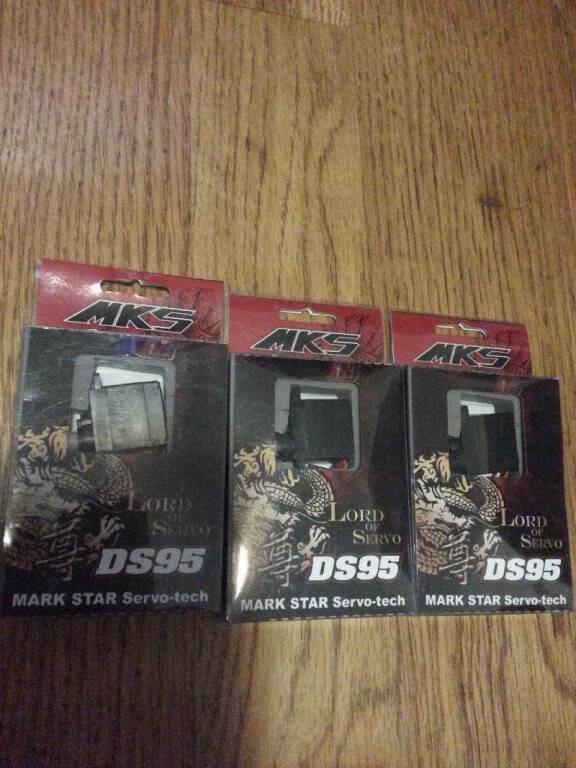 MKS
LORD
OF
SERVO
尊
DS95
MARK STAR Servo-tech
MKS
LORD
OF
SERVO
尊
DS95
MARK STAR Servo-tech
MKS
LORD
OF
SERVO
尊
DS95
MARK STAR Servo-tech